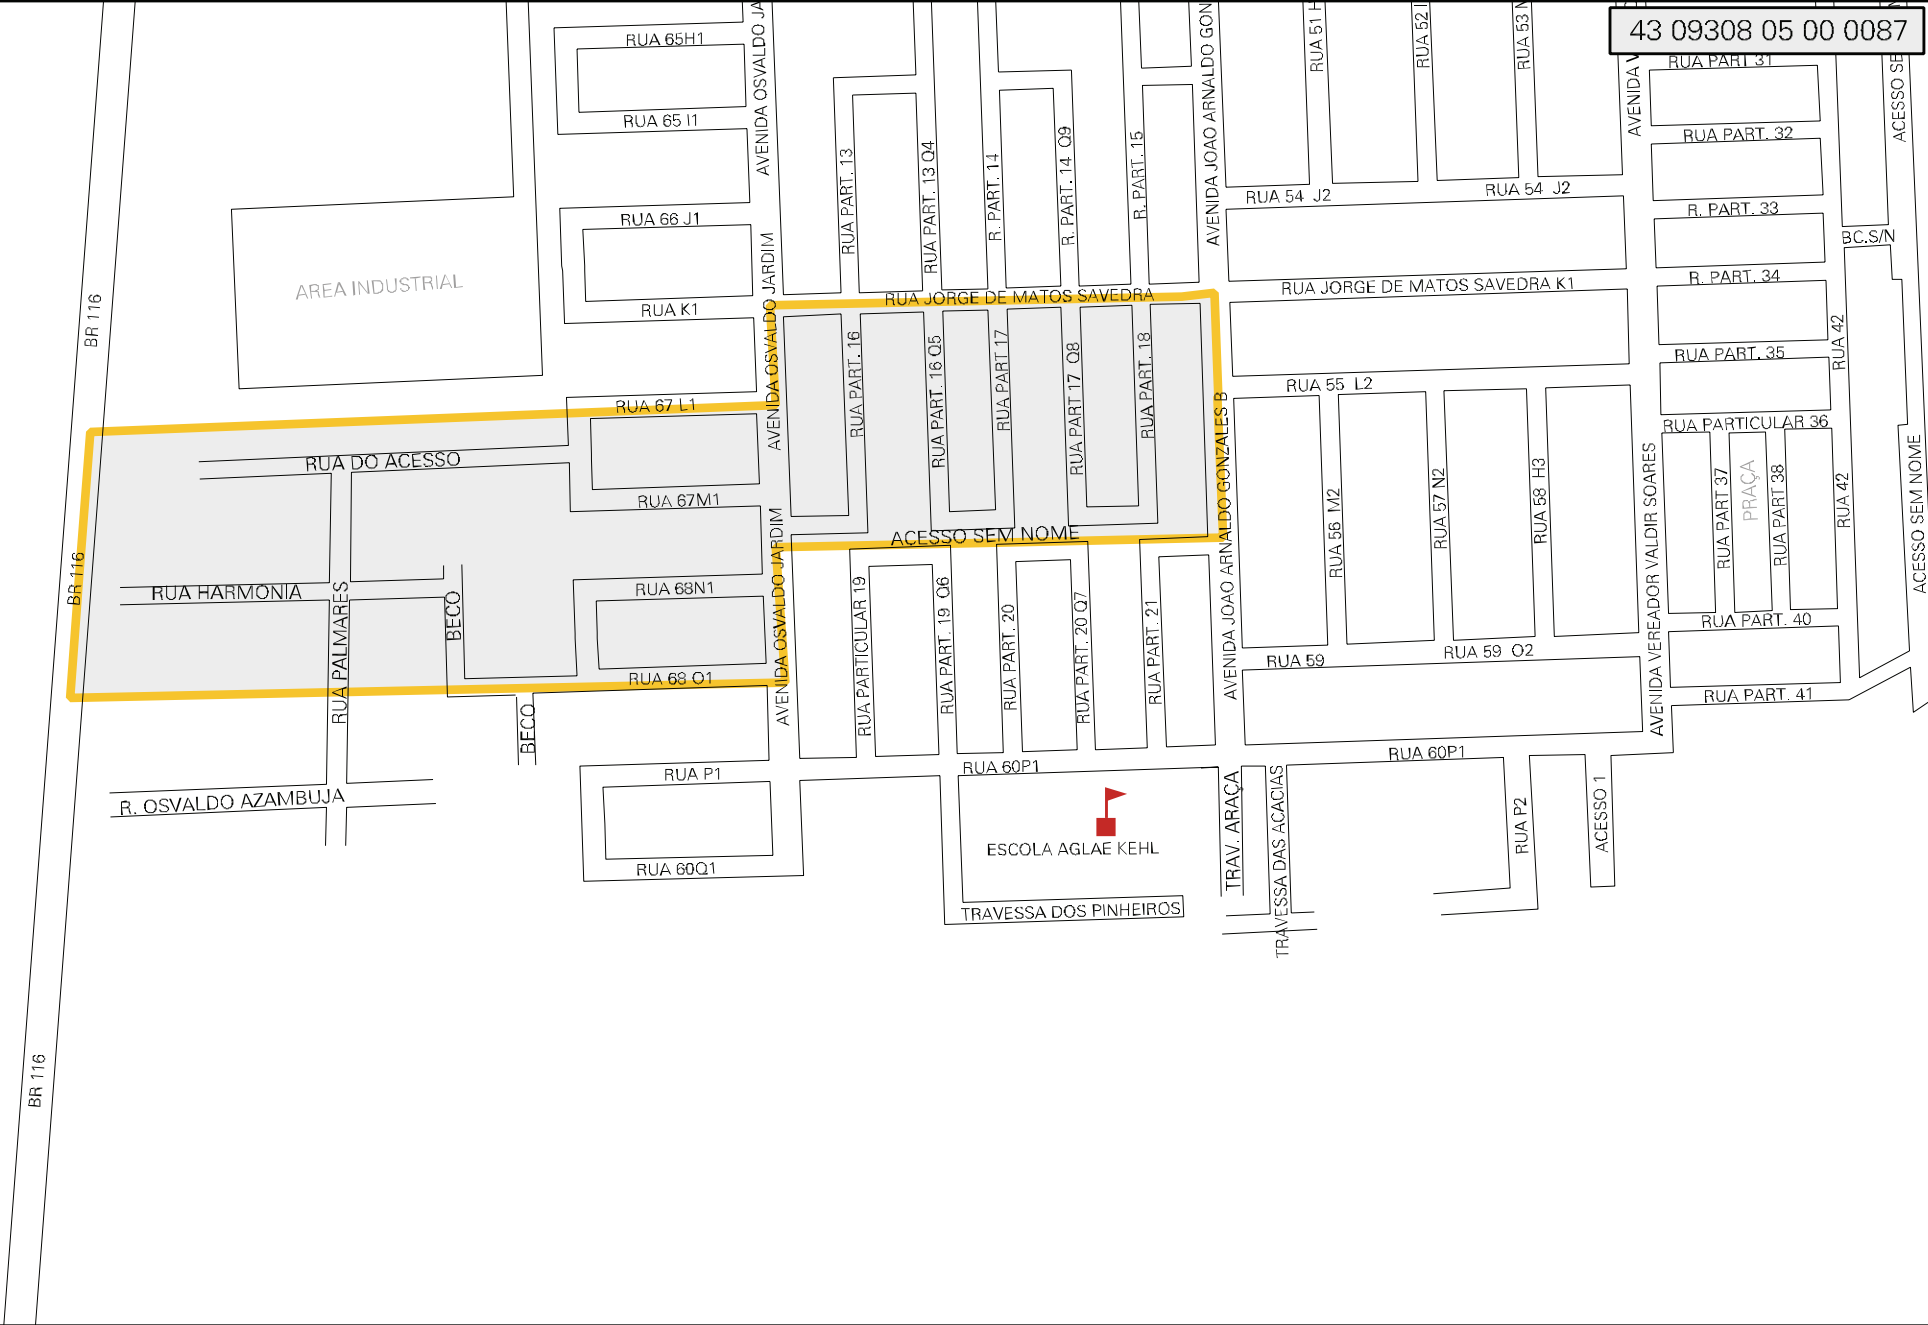 43 09308 05 00 0087
RUA 65H1
AVENIDA OSVALDO JA
AVENIDA JOAO ARNALDO GON
RUA 51 H
RUA 52 I
RUA 53
AVENIDA V
RUA PART 31
ACESSO SE
RUA 65 I1
RUA PART. 32
RUA PART. 13
RUA PART. 13 Q4
R. PART. 14
R. PART. 14 Q9
R. PART. 15
RUA 54 J2
RUA 54 J2
RUA 66 J1
R. PART. 33
BC.S/N
AREA INDUSTRIAL
R. PART. 34
RUA JORGE DE MATOS SAVEDRA
RUA JORGE DE MATOS SAVEDRA K1
RUA K1
BR 116
AVENIDA OSVALDO JARDIM
RUA PART. 16
RUA PART. 16 Q5
RUA PART 17
RUA PART 17 Q8
RUA PART. 18
RUA PART. 35
RUA 42
RUA 55 L2
RUA 67 L1
RUA PARTICULAR 36
RUA DO ACESSO
RUA 67M1
ACESSO SEM NOME
AVENIDA JOAO ARNALDO GONZALES B
RUA 56 M2
RUA 57 N2
RUA 58 H3
AVENIDA VEREADOR VALDIR SOARES
RUA PART 37
PRAÇA
RUA PART 38
RUA 42
ACESSO SEM NOME
BR 116
RUA HARMONIA
RUA PALMARES
BECO
RUA 68N1
AVENIDA OSVALDO JARDIM
RUA PARTICULAR 19
RUA PART. 19 Q6
RUA PART. 20
RUA PART. 20 Q7
RUA PART. 21
RUA PART. 40
RUA 59
RUA 59 O2
RUA 68 O1
RUA PART. 41
BECO
RUA P1
RUA 60P1
RUA 60P1
R. OSVALDO AZAMBUJA
TRAV. ARAÇA
TRAVESSA DAS ACACIAS
RUA P2
ACESSO 1
ESCOLA AGLAE KEHL
RUA 60Q1
TRAVESSA DOS PINHEIROS
BR 116